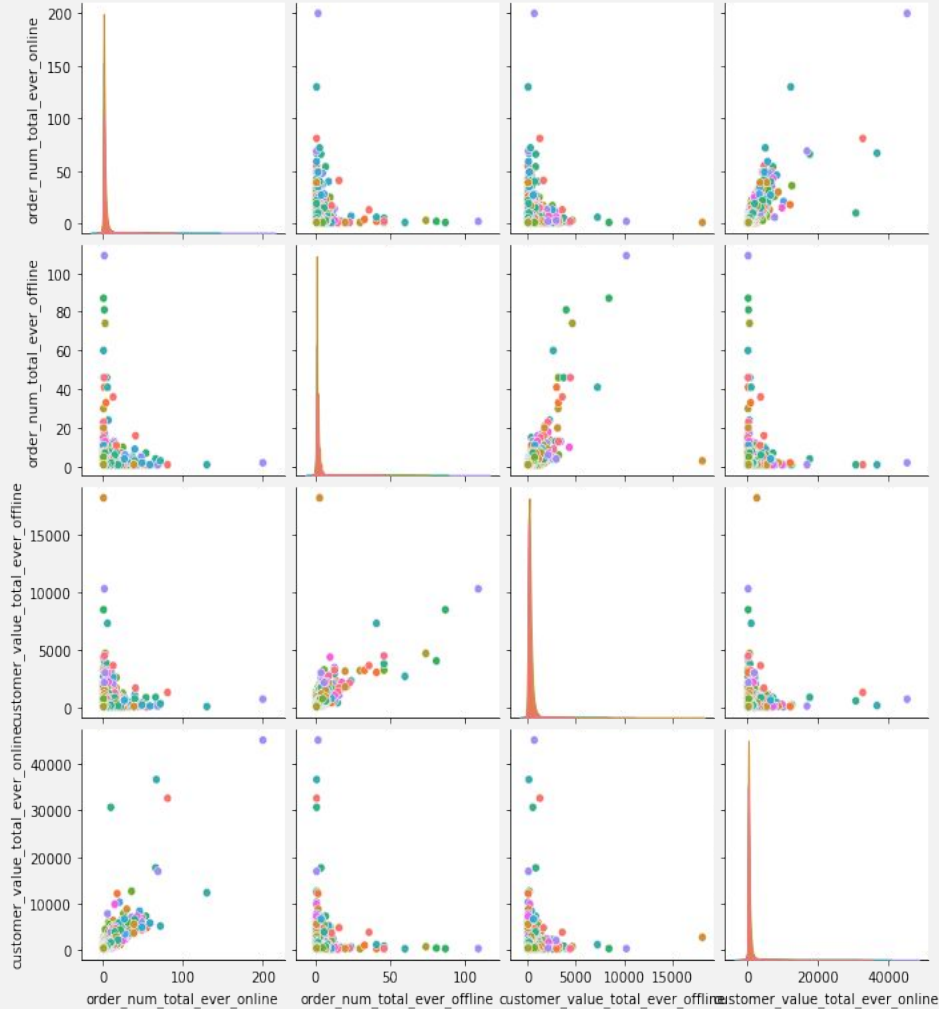 order_num_total_ever_online
200
150
100
50
0
order_num_total_ever_offline
100
80
60
40
20
0
customer_value_total_ever_offline
15000
10000
5000
0
customer_value_total_ever_online
40000
30000
20000
10000
0
0 100 200
0 50 100
0 5000 10000 15000
0 20000 40000
order_num_total_ever_online
order_num_total_ever_offline
customer_value_total_ever_offline
customer_value_total_ever_online